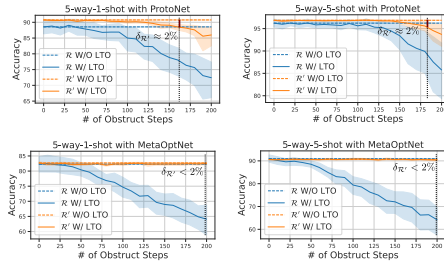 5-way-1-shot with ProtoNet
Accuracy
90
85
80
75
70
65
δ_R' ≈ 2%
R W/O LTO
R W/ LTO
R' W/O LTO
R' W/ LTO
0 25 50 75 100 125 150 175 200
# of Obstruct Steps
5-way-5-shot with ProtoNet
Accuracy
95
90
85
80
δ_R' ≈ 2%
R W/O LTO
R W/ LTO
R' W/O LTO
R' W/ LTO
0 25 50 75 100 125 150 175 200
# of Obstruct Steps
5-way-1-shot with MetaOptNet
Accuracy
85
80
75
70
65
60
δ_R' < 2%
R W/O LTO
R W/ LTO
R' W/O LTO
R' W/ LTO
0 25 50 75 100 125 150 175 200
# of Obstruct Steps
5-way-5-shot with MetaOptNet
Accuracy
90
80
70
60
δ_R' < 2%
R W/O LTO
R W/ LTO
R' W/O LTO
R' W/ LTO
0 25 50 75 100 125 150 175 200
# of Obstruct Steps